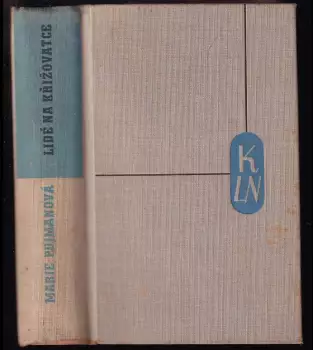 MARIE PUJMANOVÁ
LIDÉ NA KŘIŽOVATCE
K
LN